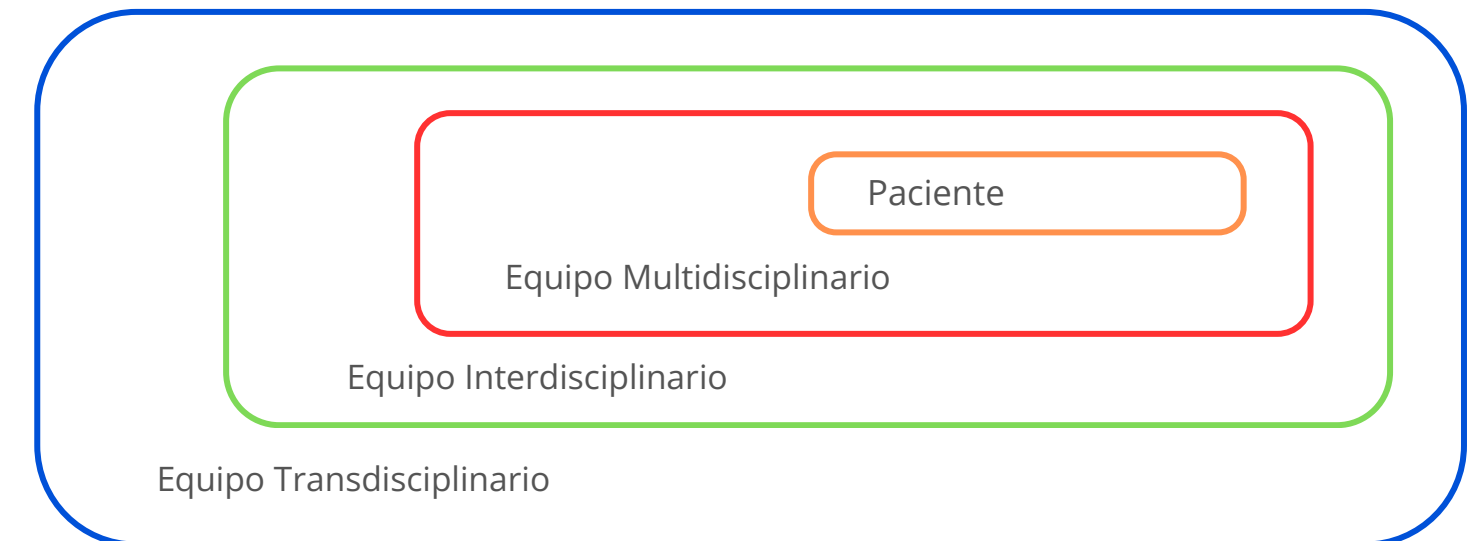 Paciente
Equipo Multidisciplinario
Equipo Interdisciplinario
Equipo Transdisciplinario